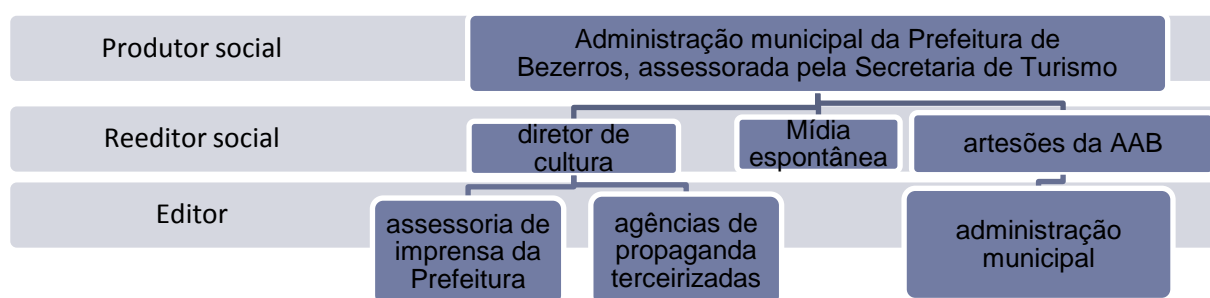 Produtor social
Administração municipal da Prefeitura de
Bezerros, assessorada pela Secretaria de Turismo
Reeditor social
diretor de
cultura
Mídia
espontânea
artesões da AAB
Editor
assessoria de
imprensa da
Prefeitura
agências de
propaganda
terceirizadas
administração
municipal